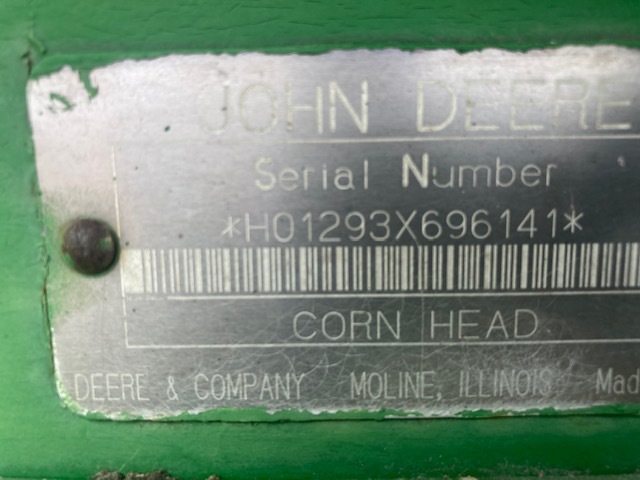 JOHN DEERE
Serial Number
*H01293X696141*
CORN HEAD
DEERE & COMPANY MOLINE, ILLINOIS Mad